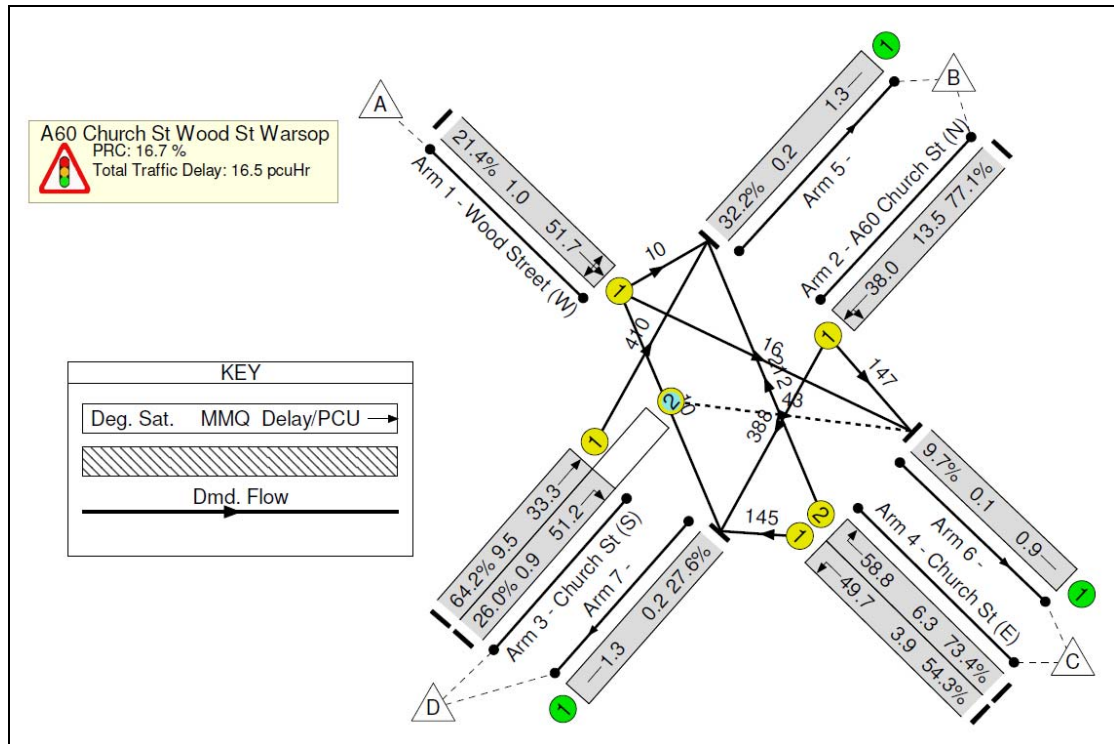 A60 Church St Wood St Warsop
PRC: 16.7 %
Total Traffic Delay: 16.5 pcuHr
A
21.4% 1.0 51.7
Arm 1 - Wood Street (W)
1
1
B
32.2% 0.2 1.3
Arm 5 -
Arm 2 - A60 Church St (N)
38.0 13.5 77.1%
1
10
410
16
212
10
43
388
147
145
2
1
KEY
Deg. Sat. MMQ Delay/PCU
Dmd. Flow
64.2% 9.5 33.3
26.0% 0.9 51.2
Arm 3 - Church St (S)
Arm 7 -
1.3 0.2 27.6%
1
D
2
1
9.7% 0.1 0.9
Arm 6 -
Arm 4 - Church St (E)
58.8 6.3 73.4%
49.7 3.9 54.3%
1
C